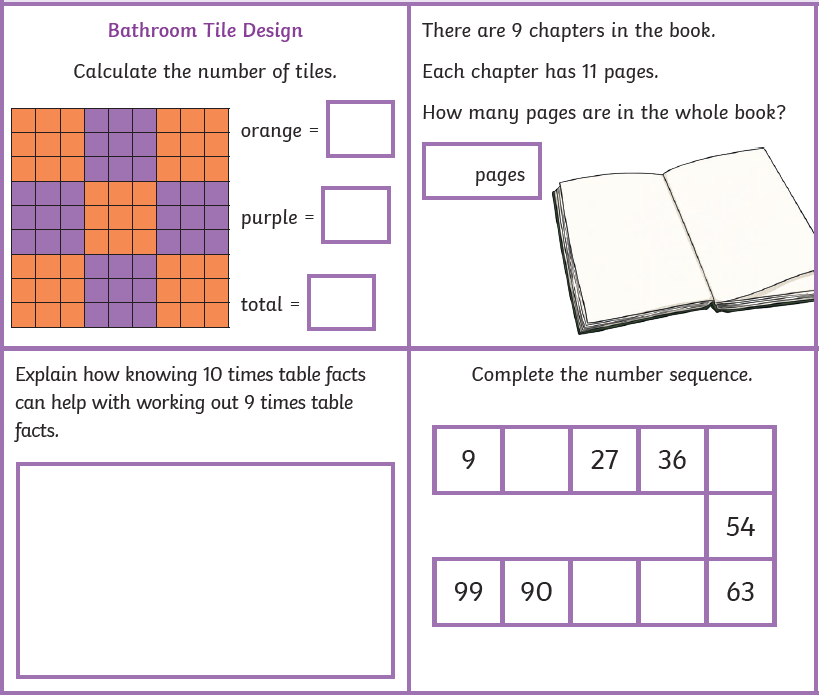 Bathroom Tile Design
Calculate the number of tiles.
orange =
purple =
total =
There are 9 chapters in the book.
Each chapter has 11 pages.
How many pages are in the whole book?
pages
Explain how knowing 10 times table facts
can help with working out 9 times table
facts.
Complete the number sequence.
9 27 36
54
99 90 63